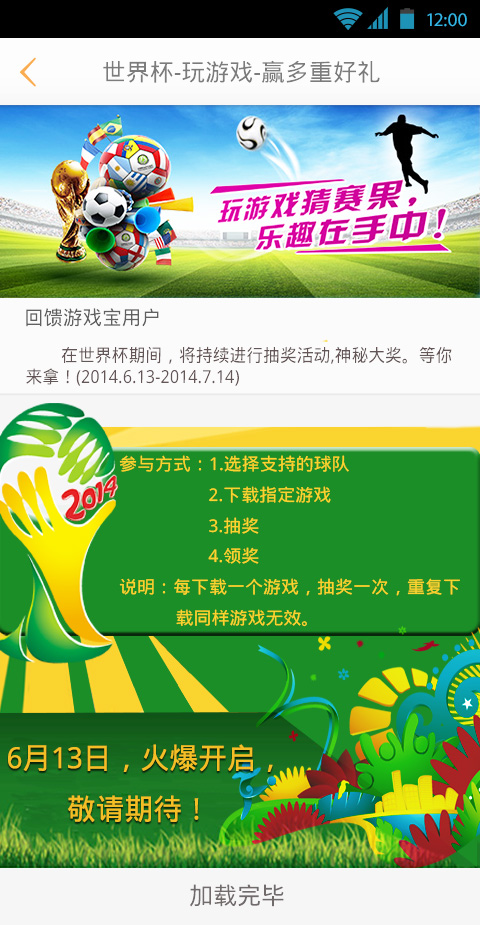 12:00
世界杯-玩游戏-赢多重好礼
玩游戏猜赛果，
乐趣在手中！
回馈游戏宝用户
在世界杯期间，将持续进行抽奖活动,神秘大奖。等你
来拿！(2014.6.13-2014.7.14)
2014
参与方式：1.选择支持的球队
2.下载指定游戏
3.抽奖
4.领奖
说明：每下载一个游戏，抽奖一次，重复下
载同样游戏无效。
6月13日，火爆开启，
敬请期待！
加载完毕